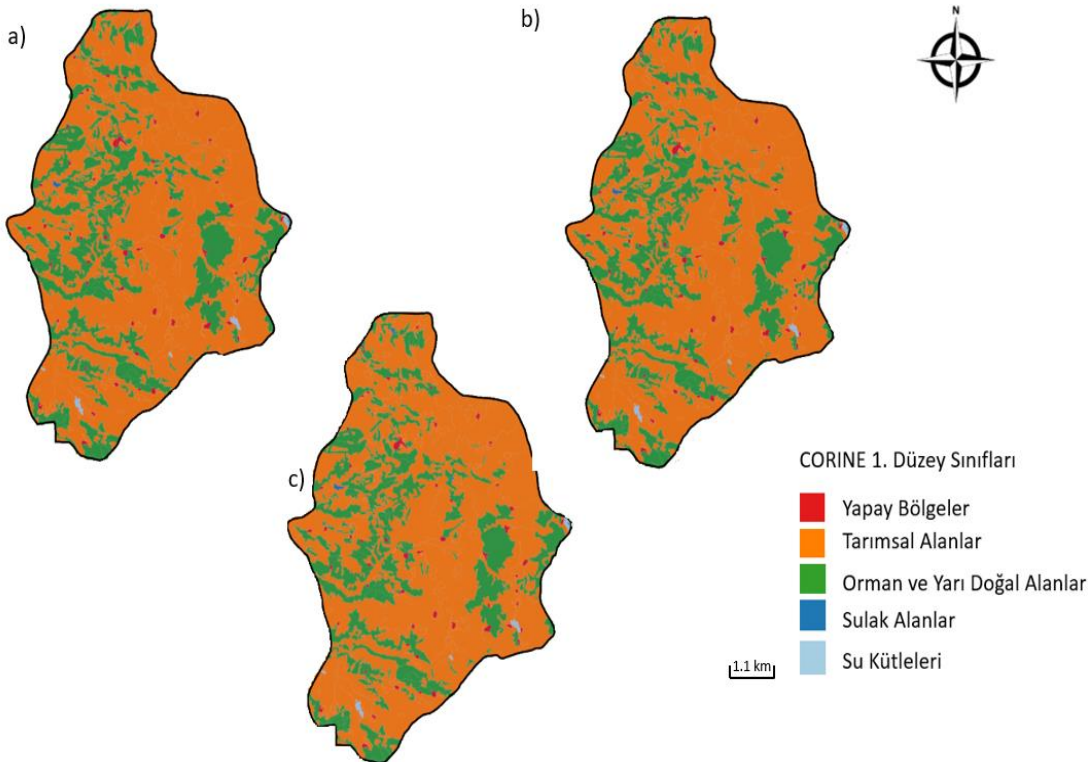 a)
b)
N
c)
CORINE 1. Düzey Sınıfları
Yapay Bölgeler
Tarımsal Alanlar
Orman ve Yarı Doğal Alanlar
Sulak Alanlar
Su Kütleleri
1.1 km